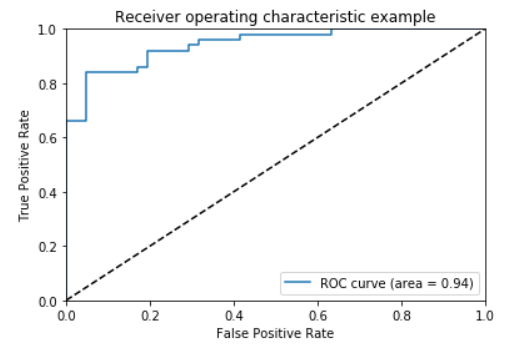 Receiver operating characteristic example
1.0
0.8
0.6
0.4
0.2
0.0
True Positive Rate
ROC curve (area = 0.94)
0.0 0.2 0.4 0.6 0.8 1.0
False Positive Rate